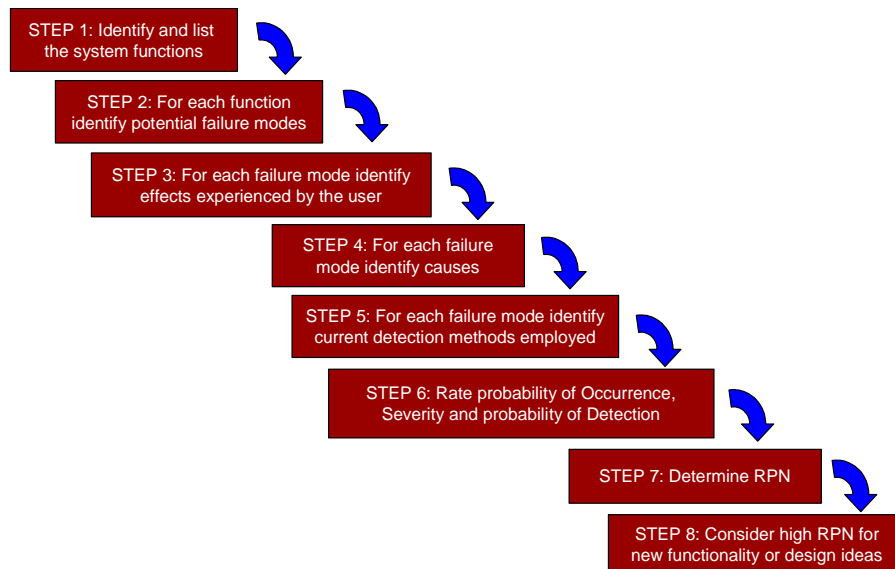 STEP 1: Identify and list
the system functions
STEP 2: For each function
identify potential failure modes
STEP 3: For each failure mode identify
effects experienced by the user
STEP 4: For each failure
mode identify causes
STEP 5: For each failure mode identify
current detection methods employed
STEP 6: Rate probability of Occurrence,
Severity and probability of Detection
STEP 7: Determine RPN
STEP 8: Consider high RPN for
new functionality or design ideas